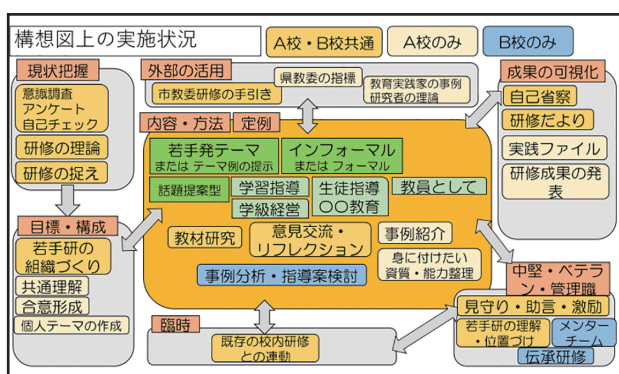 構想図上の実施状況
A校・B校共通
A校のみ
B校のみ
現状把握
意識調査
アンケート
自己チェック
研修の理論
研修の捉え
外部の活用
市教委研修の手引き
県教委の指標
教育実践家の事例
研究者の理論
成果の可視化
自己省察
研修だより
実践ファイル
研修成果の発
表
内容・方法
定例
若手発テーマ
または テーマ例の提示
インフォーマル
または フォーマル
話題提案型
学習指導
学級経営
生徒指導
〇〇教育
教員として
教材研究
意見交流・
リフレクション
事例紹介
身に付けたい
資質・能力整理
事例分析・指導案検討
目標・構成
若手研の
組織づくり
共通理解
合意形成
個人テーマの作成
臨時
既存の校内研修
との連動
中堅・ベテラ
ン・管理職
見守り・助言・激励
若手研の理解
・位置づけ
メンター
チーム
伝承研修